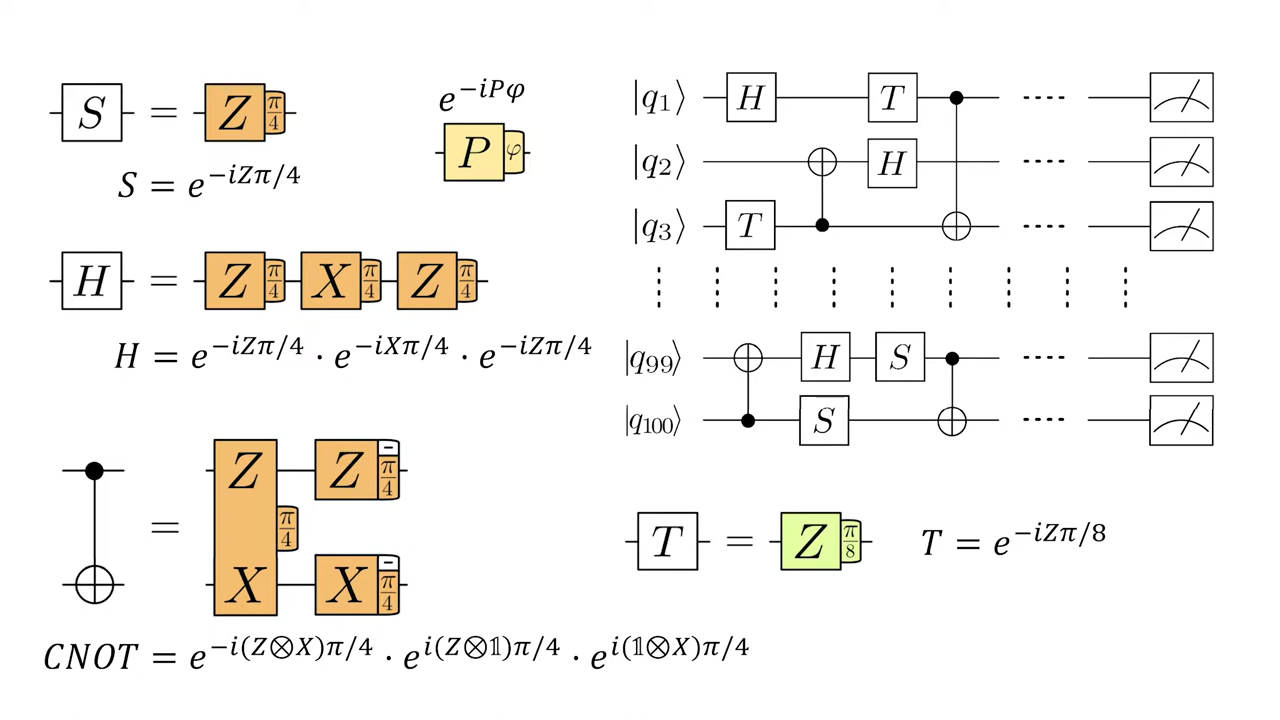 S = Z π/4
S = e^{-iZπ/4}
e^{-iPφ}
P φ
H = Z π/4 X π/4 Z π/4
H = e^{-iZπ/4} · e^{-iXπ/4} · e^{-iZπ/4}
= Z X π/4 Z - π/4 X - π/4
CNOT = e^{-i(Z⊗X)π/4} · e^{i(Z⊗𝟙)π/4} · e^{i(𝟙⊗X)π/4}
|q₁⟩ H T ....
|q₂⟩ H ....
|q₃⟩ T ....
|q₉₉⟩ H S ....
|q₁₀₀⟩ S ....
T = Z π/8 T = e^{-iZπ/8}